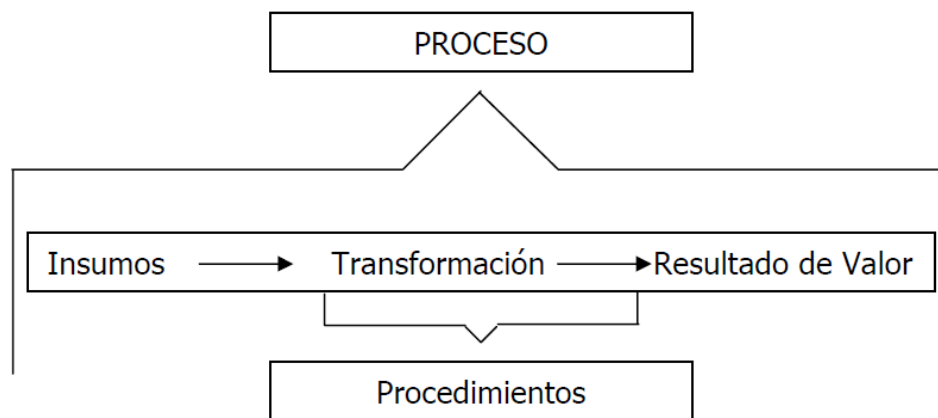 PROCESO
Insumos Transformación Resultado de Valor
Procedimientos